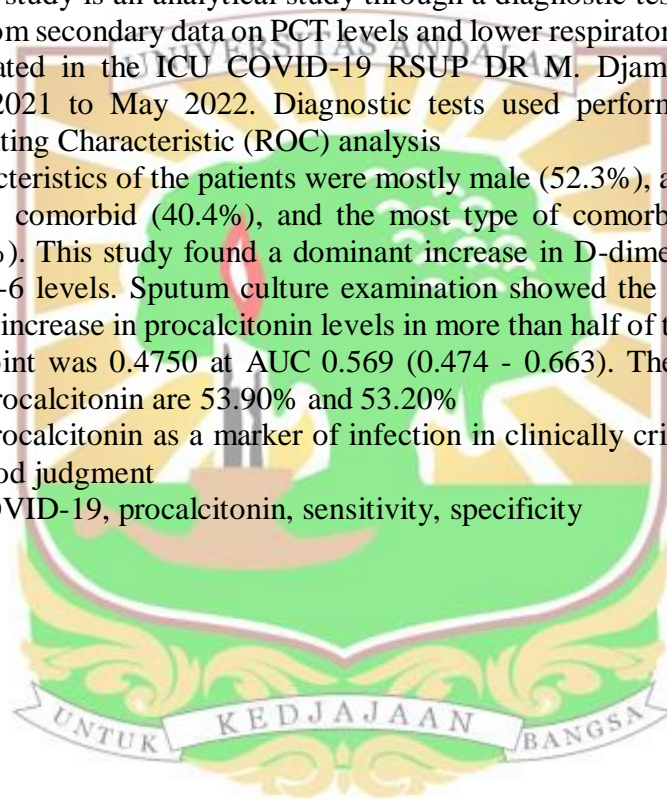 study is an analytical study through a diagnostic tes
om secondary data on PCT levels and lower respirator
UNIVERSITAS ANDALA
ated in the ICU COVID-19 RSUP DR M. Djam
2021 to May 2022. Diagnostic tests used perform
ating Characteristic (ROC) analysis
cteristics of the patients were mostly male (52.3%), a
comorbid (40.4%), and the most type of comorb
%). This study found a dominant increase in D-dime
-6 levels. Sputum culture examination showed the
increase in procalcitonin levels in more than half of t
oint was 0.4750 at AUC 0.569 (0.474 - 0.663). The
rocalcitonin are 53.90% and 53.20%
rocalcitonin as a marker of infection in clinically cri
od judgment
OVID-19, procalcitonin, sensitivity, specificity
UNTUK KEDJAJAAN BANGSA